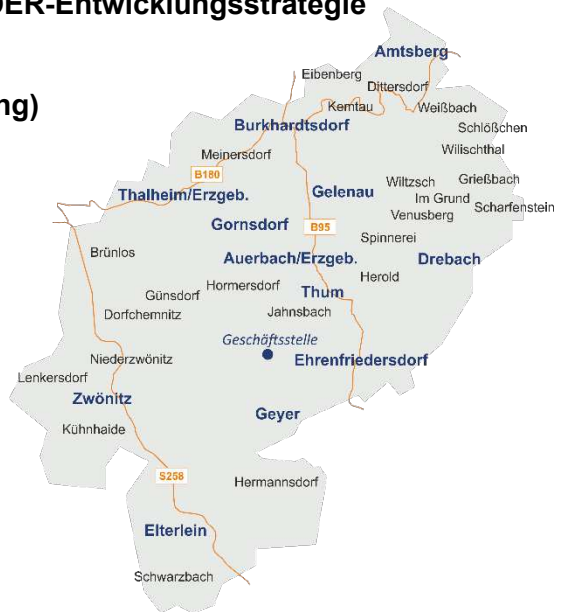 DER-Entwicklungsstrategie
ng)
Amtsberg
Eibenberg
Dittersdorf
Kemtau
Weißbach
Burkhardtsdorf
Schlößchen
Wilischthal
Meinersdorf
B180
Thalheim/Erzgeb.
Gelenau
Wiltzsch
Grießbach
Im Grund
Scharfenstein
Venusberg
Gornsdorf
B95
Spinnerei
Brünlos
Auerbach/Erzgeb.
Drebach
Herold
Hormersdorf
Thum
Günsdorf
Jahnsbach
Dorfchemnitz
Geschäftsstelle
Niederzwönitz
Ehrenfriedersdorf
Lenkersdorf
Zwönitz
Geyer
Kühnhaide
S258
Hermannsdorf
Elterlein
Schwarzbach